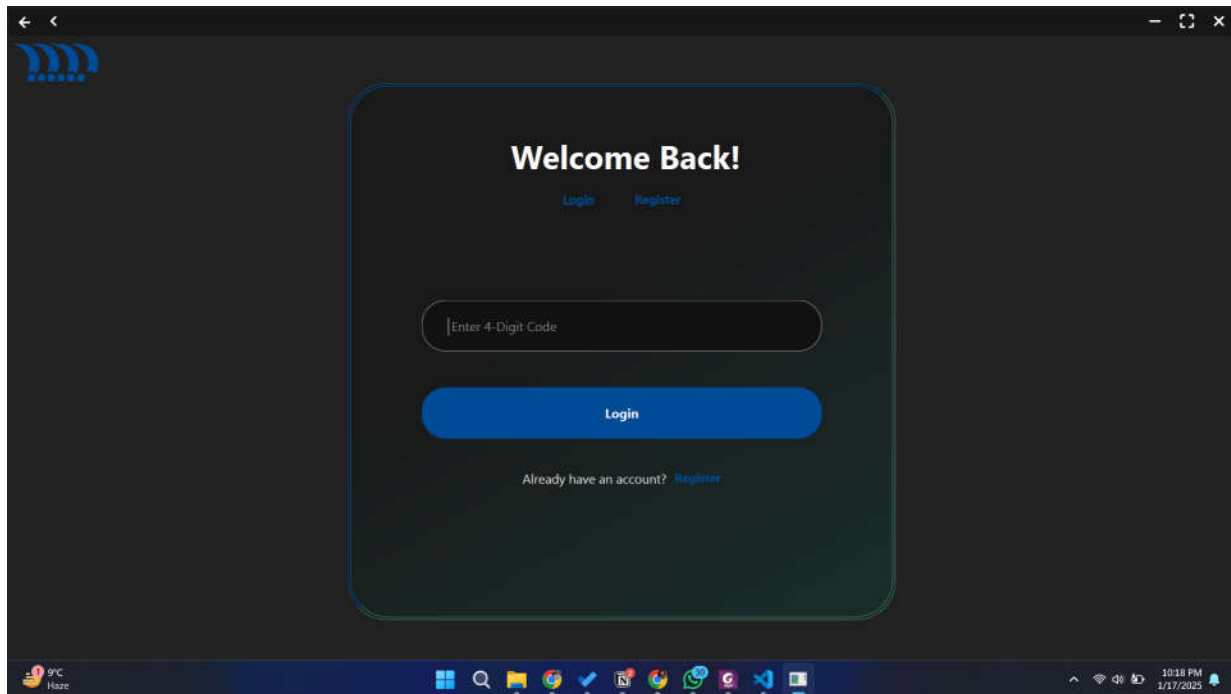 Welcome Back!
Login Register
Enter 4-Digit Code
Login
Already have an account? Register
1
9°C
Haze
10:18 PM
1/17/2025